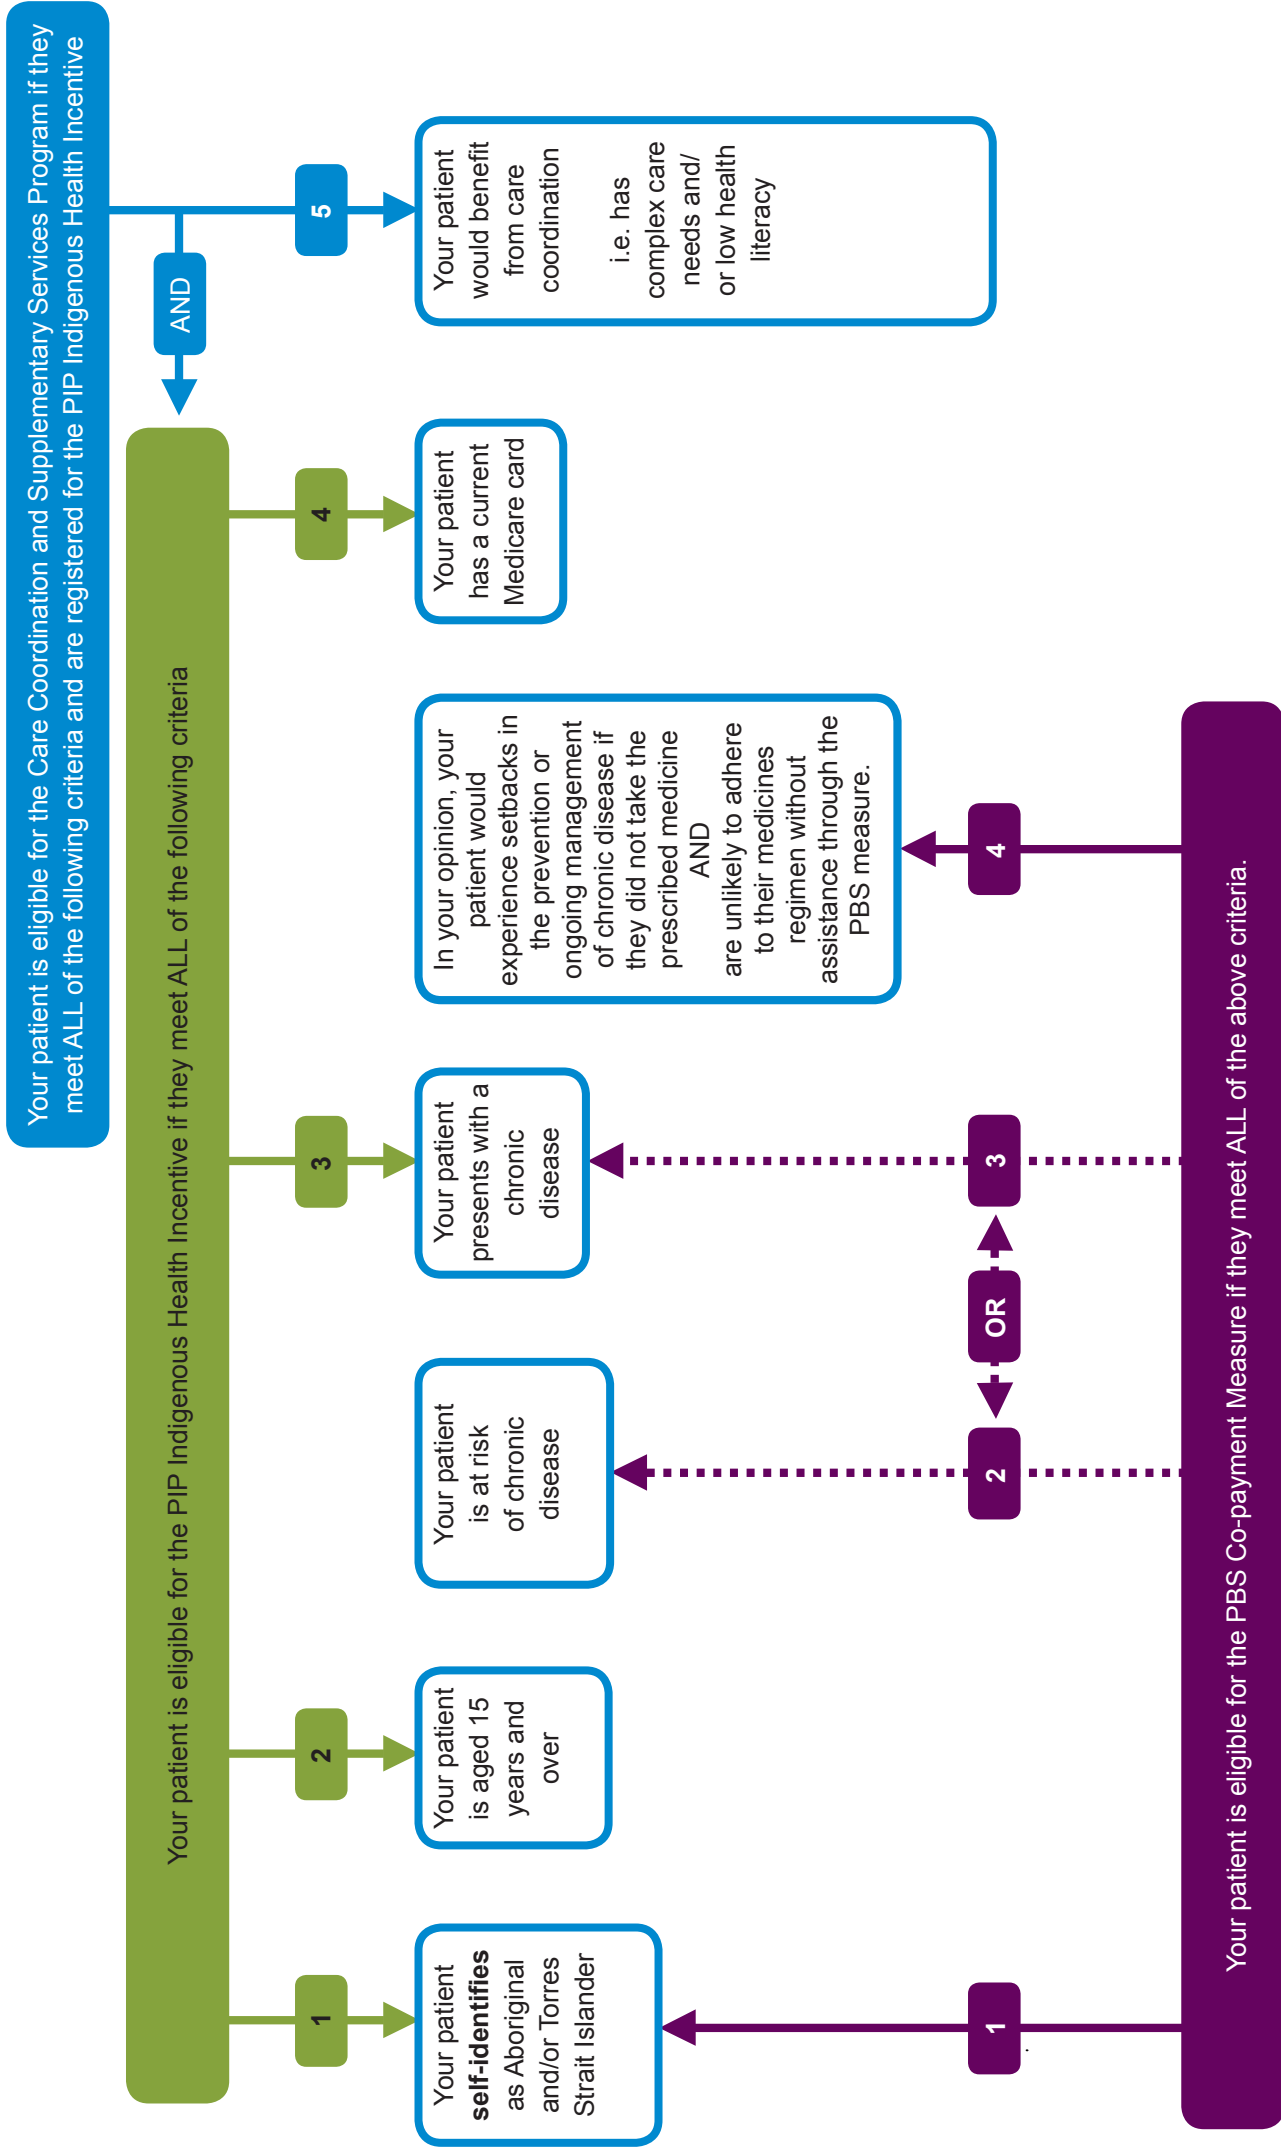 Your patient is eligible for the Care Coordination and Supplementary Services Program if they
meet ALL of the following criteria and are registered for the PIP Indigenous Health Incentive
AND
Your patient is eligible for the PIP Indigenous Health Incentive if they meet ALL of the following criteria
1
2
3
4
5
Your patient
self-identifies
as Aboriginal
and/or Torres
Strait Islander
Your patient
is aged 15
years and
over
Your patient
is at risk
of chronic
disease
Your patient
presents with a
chronic
disease
In your opinion, your
patient would
experience setbacks in
the prevention or
ongoing management
of chronic disease if
they did not take the
prescribed medicine
AND
are unlikely to adhere
to their medicines
regimen without
assistance through the
PBS measure.
Your patient
has a current
Medicare card
Your patient
would benefit
from care
coordination
i.e. has
complex care
needs and/
or low health
literacy
1
2
OR
3
4
Your patient is eligible for the PBS Co-payment Measure if they meet ALL of the above criteria.